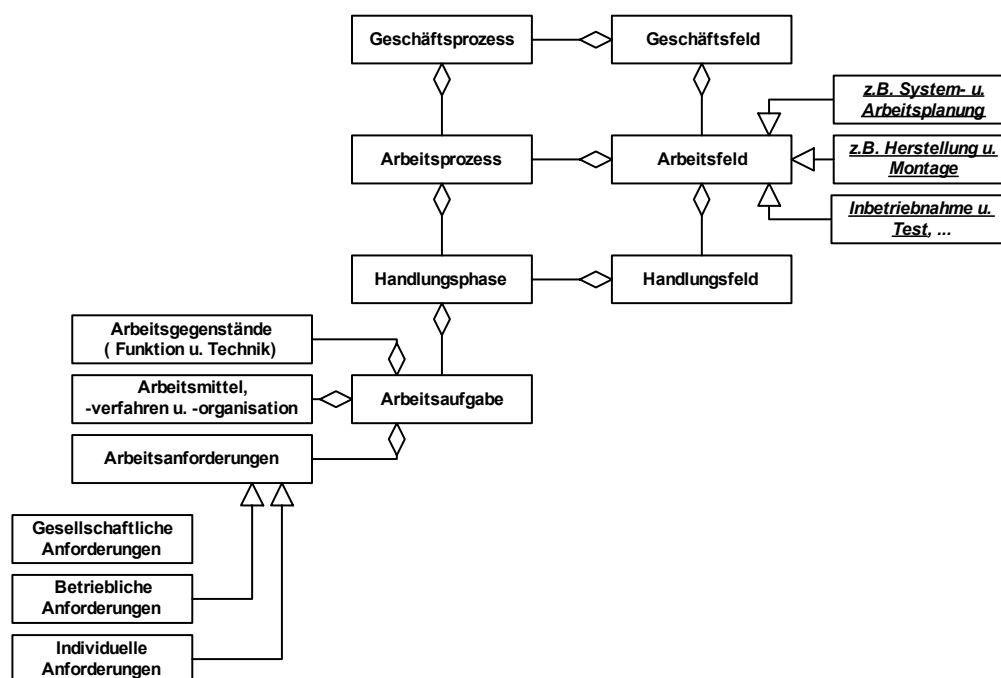 Geschäftsprozess
Geschäftsfeld
z.B. System- u.
Arbeitsplanung
Arbeitsprozess
Arbeitsfeld
z.B. Herstellung u.
Montage
Inbetriebnahme u.
Test, ...
Handlungsphase
Handlungsfeld
Arbeitsgegenstände
( Funktion u. Technik)
Arbeitsmittel,
-verfahren u. -organisation
Arbeitsaufgabe
Arbeitsanforderungen
Gesellschaftliche
Anforderungen
Betriebliche
Anforderungen
Individuelle
Anforderungen